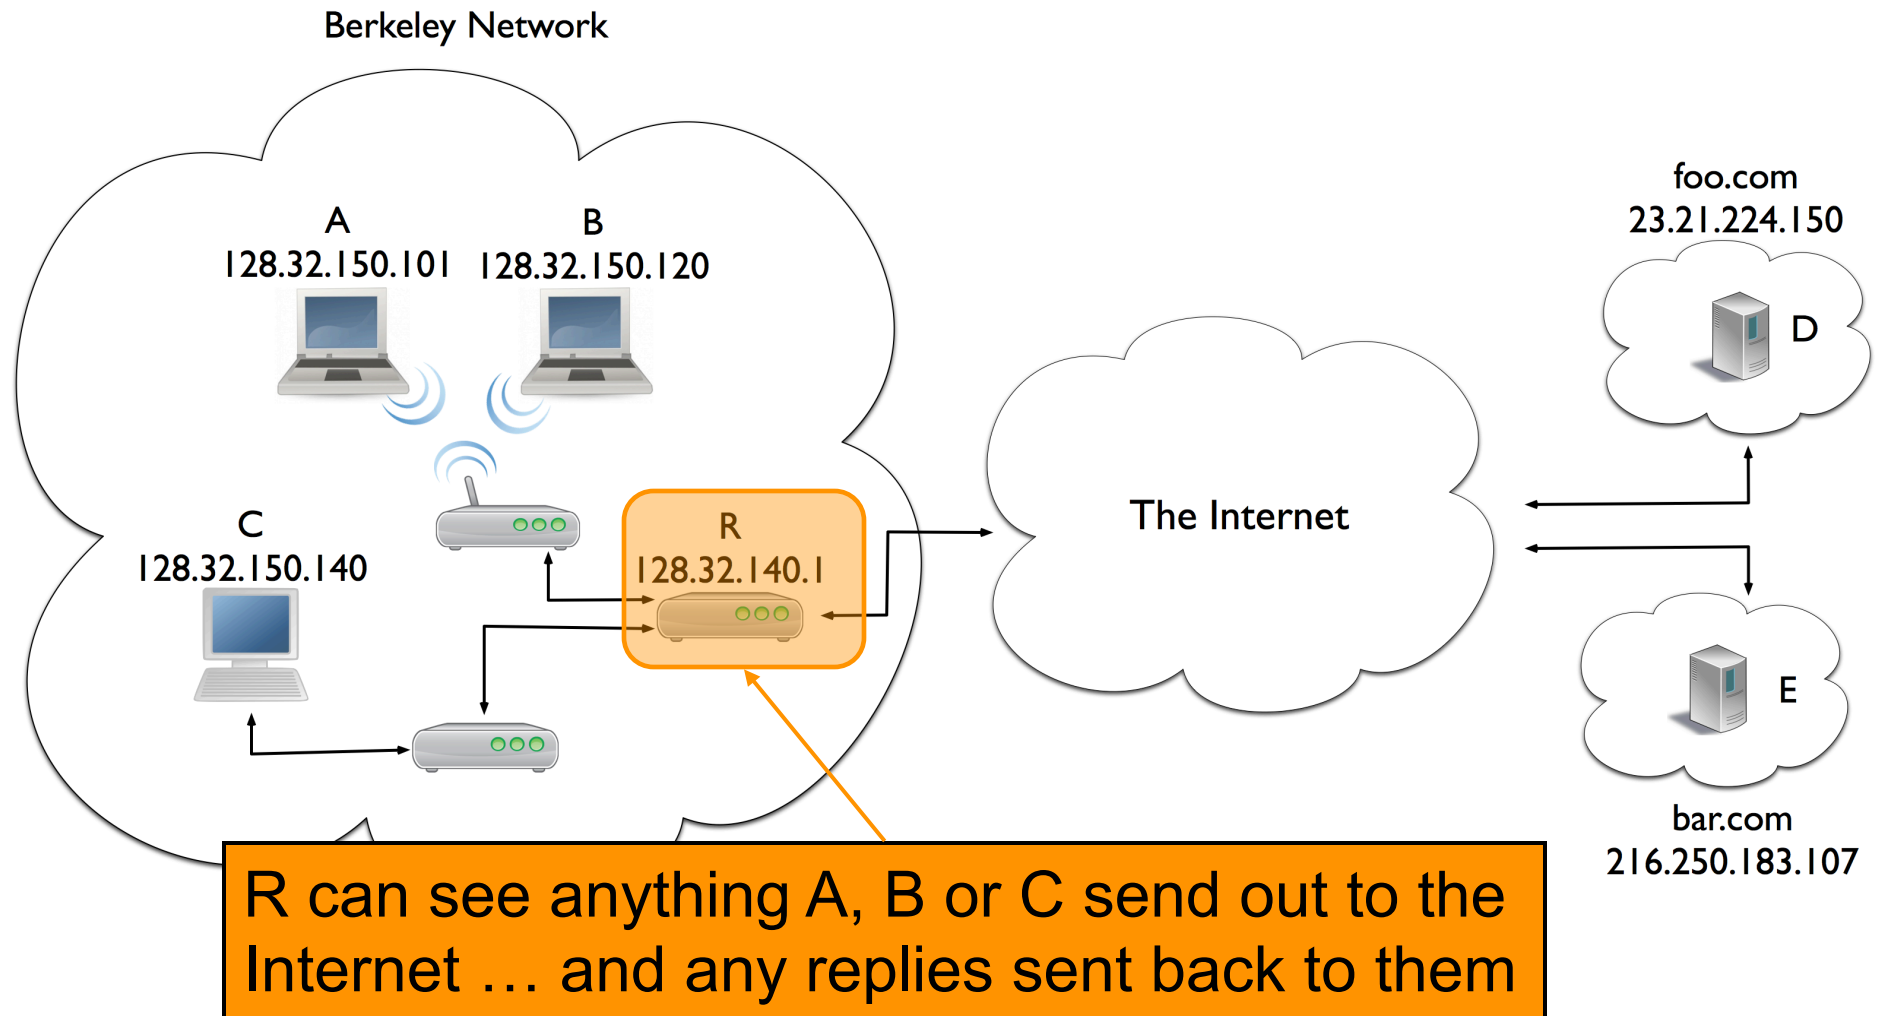 Berkeley Network
foo.com
23.21.224.150
A
128.32.150.101
B
128.32.150.120
D
The Internet
C
128.32.150.140
R
128.32.140.1
E
bar.com
216.250.183.107
R can see anything A, B or C send out to the
Internet … and any replies sent back to them